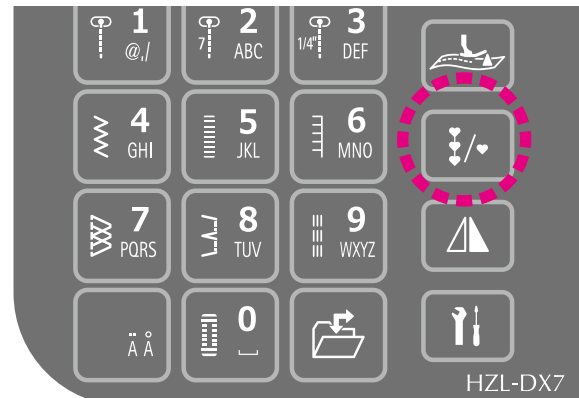 1
@./
7
2
ABC
1/4"
3
DEF
4
GHI
5
JKL
6
MNO
7
PQRS
8
TUV
9
WXYZ
Ä Å
0
HZL-DX7